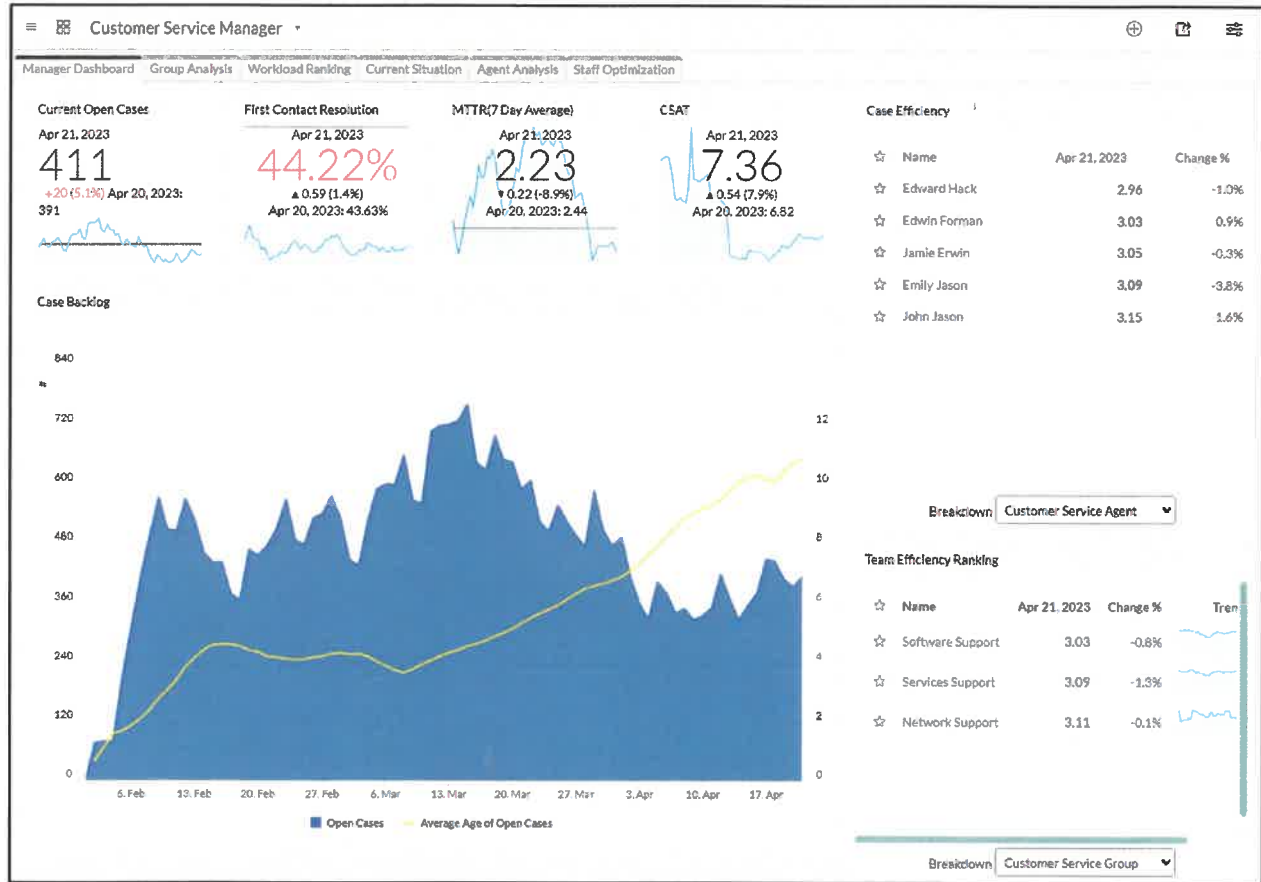 Customer Service Manager
Manager Dashboard Group Analysis Workload Ranking Current Situation Agent Analysis Staff Optimization
Current Open Cases
Apr 21, 2023
411
+20 (5.1%) Apr 20, 2023:
391
First Contact Resolution
Apr 21, 2023
44.22%
▲ 0.59 (1.4%)
Apr 20, 2023: 43.63%
MTTR(7 Day Average)
Apr 21, 2023
2.23
▼ 0.22 (-8.9%)
Apr 20, 2023: 2.44
CSAT
Apr 21, 2023
7.36
▲ 0.54 (7.9%)
Apr 20, 2023: 6.82
Case Efficiency
Name Apr 21, 2023 Change %
Edward Hack 2.96 -1.0%
Edwin Forman 3.03 0.9%
Jamie Erwin 3.05 -0.3%
Emily Jason 3.09 -3.8%
John Jason 3.15 1.6%
Breakdown Customer Service Agent
Case Backlog
840
#
720 12
600 10
480 8
360 6
240 4
120 2
0 0
6. Feb 13. Feb 20. Feb 27. Feb 6. Mar 13. Mar 20. Mar 27. Mar 3. Apr 10. Apr 17. Apr
Open Cases Average Age of Open Cases
Team Efficiency Ranking
Name Apr 21, 2023 Change % Tren
Software Support 3.03 -0.8%
Services Support 3.09 -1.3%
Network Support 3.11 -0.1%
Breakdown Customer Service Group